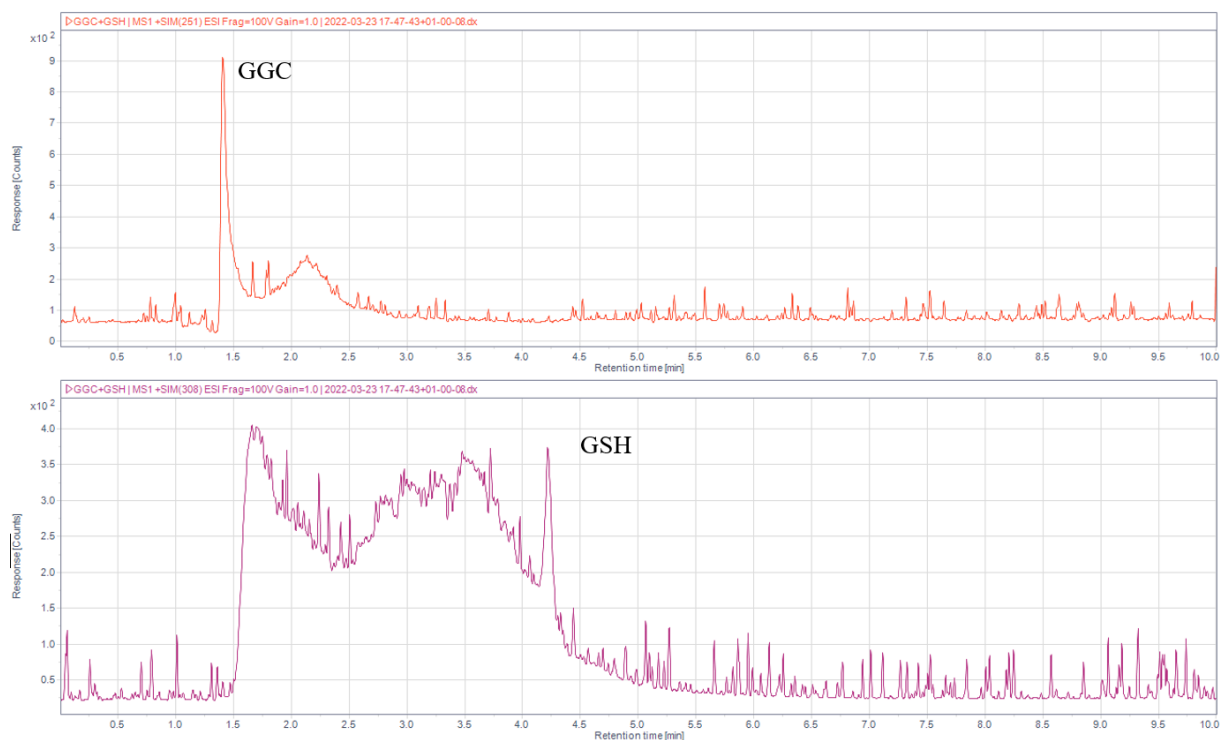 GGC+GSH | MS1 +SIM(251) ESI Frag=100V Gain=1.0 | 2022-03-23 17-47-43+01-00-08.dx
x10²
GGC
9
8
7
6
5
4
3
2
1
0
Response [Counts]
0.5 1.0 1.5 2.0 2.5 3.0 3.5 4.0 4.5 5.0 5.5 6.0 6.5 7.0 7.5 8.0 8.5 9.0 9.5 10.0
Retention time [min]
GGC+GSH | MS1 +SIM(308) ESI Frag=100V Gain=1.0 | 2022-03-23 17-47-43+01-00-08.dx
x10²
GSH
4.0
3.5
3.0
2.5
2.0
1.5
1.0
0.5
Response [Counts]
0.5 1.0 1.5 2.0 2.5 3.0 3.5 4.0 4.5 5.0 5.5 6.0 6.5 7.0 7.5 8.0 8.5 9.0 9.5 10.0
Retention time [min]